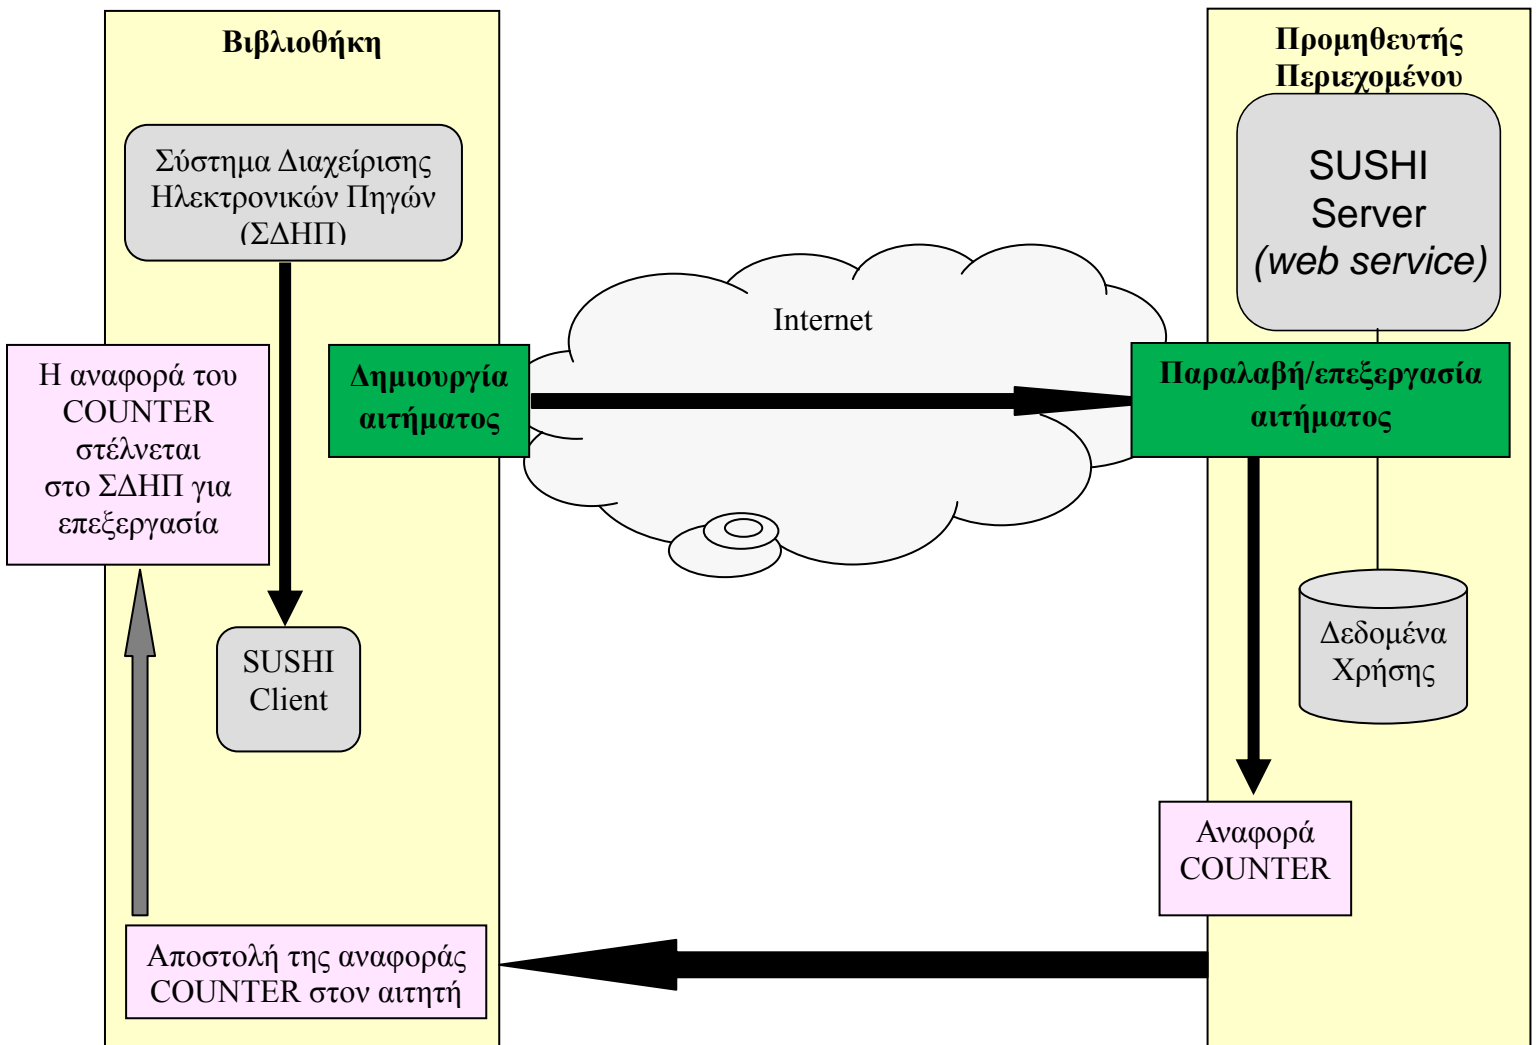 Βιβλιοθήκη
Σύστημα Διαχείρισης
Ηλεκτρονικών Πηγών
(ΣΔΗΠ)
Η αναφορά του
COUNTER
στέλνεται
στο ΣΔΗΠ για
επεξεργασία
Δημιουργία
αιτήματος
SUSHI
Client
Αποστολή της αναφοράς
COUNTER στον αιτητή
Internet
Προμηθευτής
Περιεχομένου
SUSHI
Server
(web service)
Παραλαβή/επεξεργασία
αιτήματος
Δεδομένα
Χρήσης
Αναφορά
COUNTER